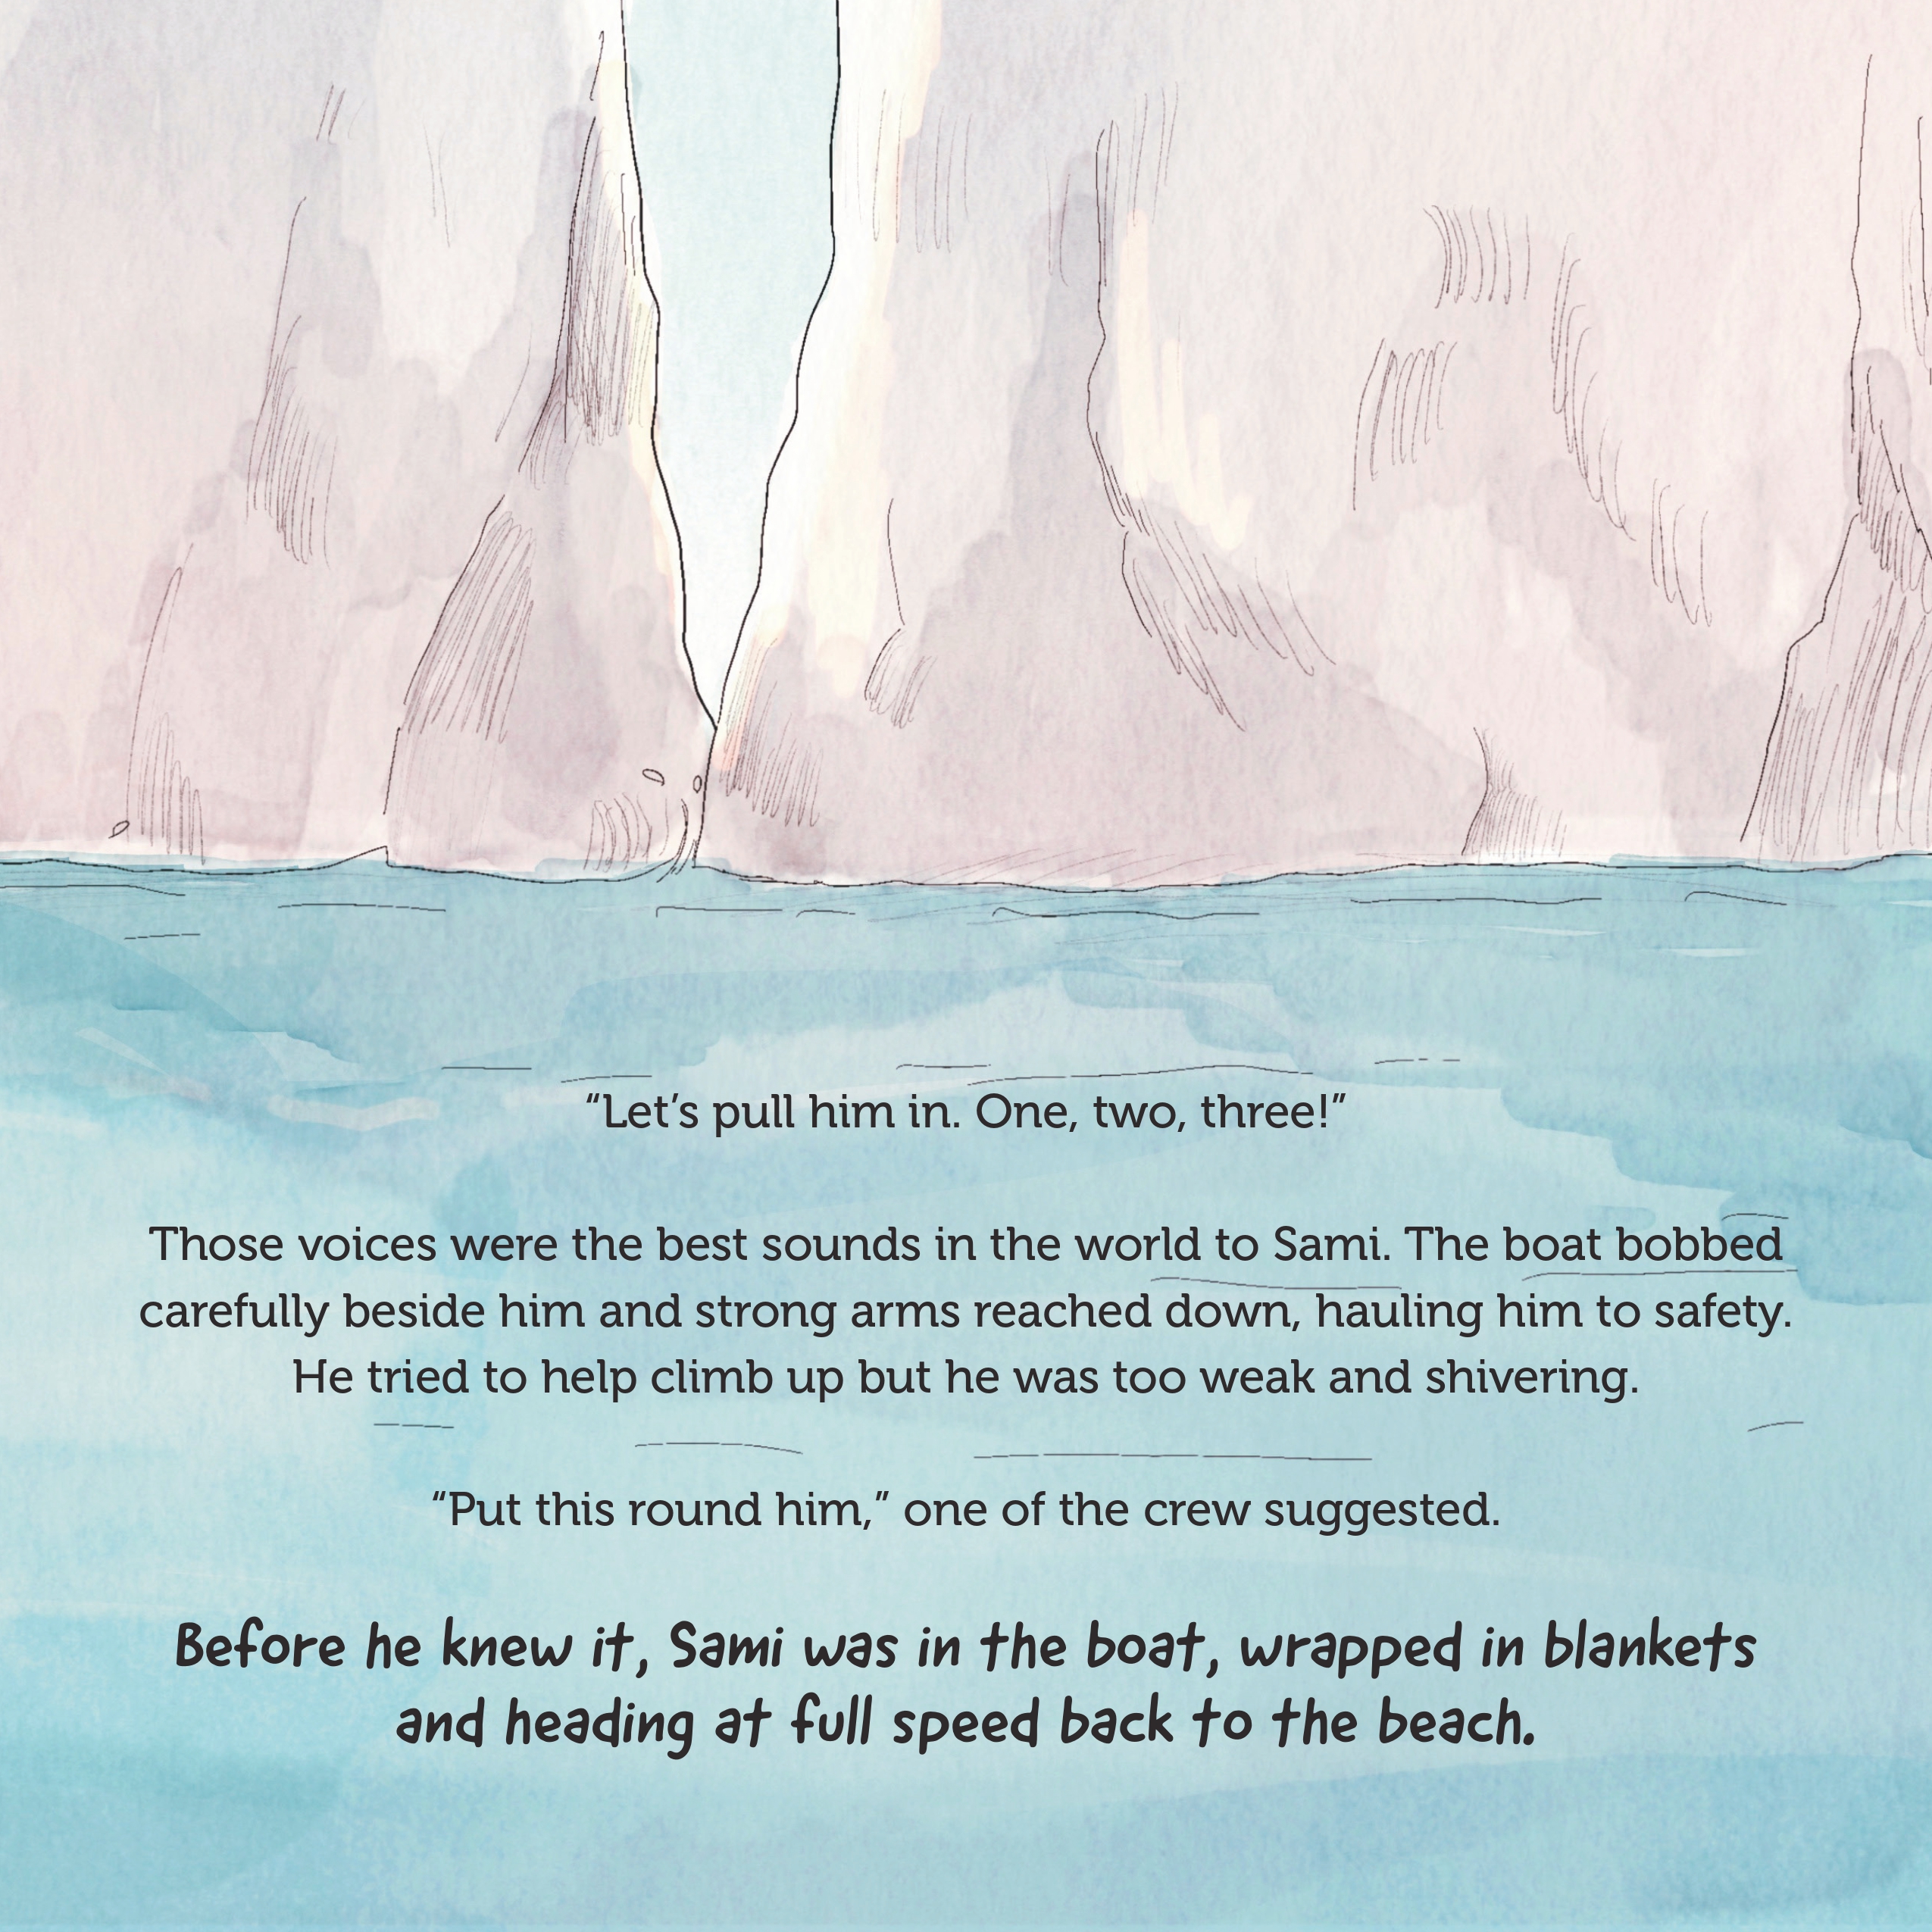 “Let’s pull him in. One, two, three!”
Those voices were the best sounds in the world to Sami. The boat bobbed
carefully beside him and strong arms reached down, hauling him to safety.
He tried to help climb up but he was too weak and shivering.
“Put this round him,” one of the crew suggested.
Before he knew it, Sami was in the boat, wrapped in blankets
and heading at full speed back to the beach.